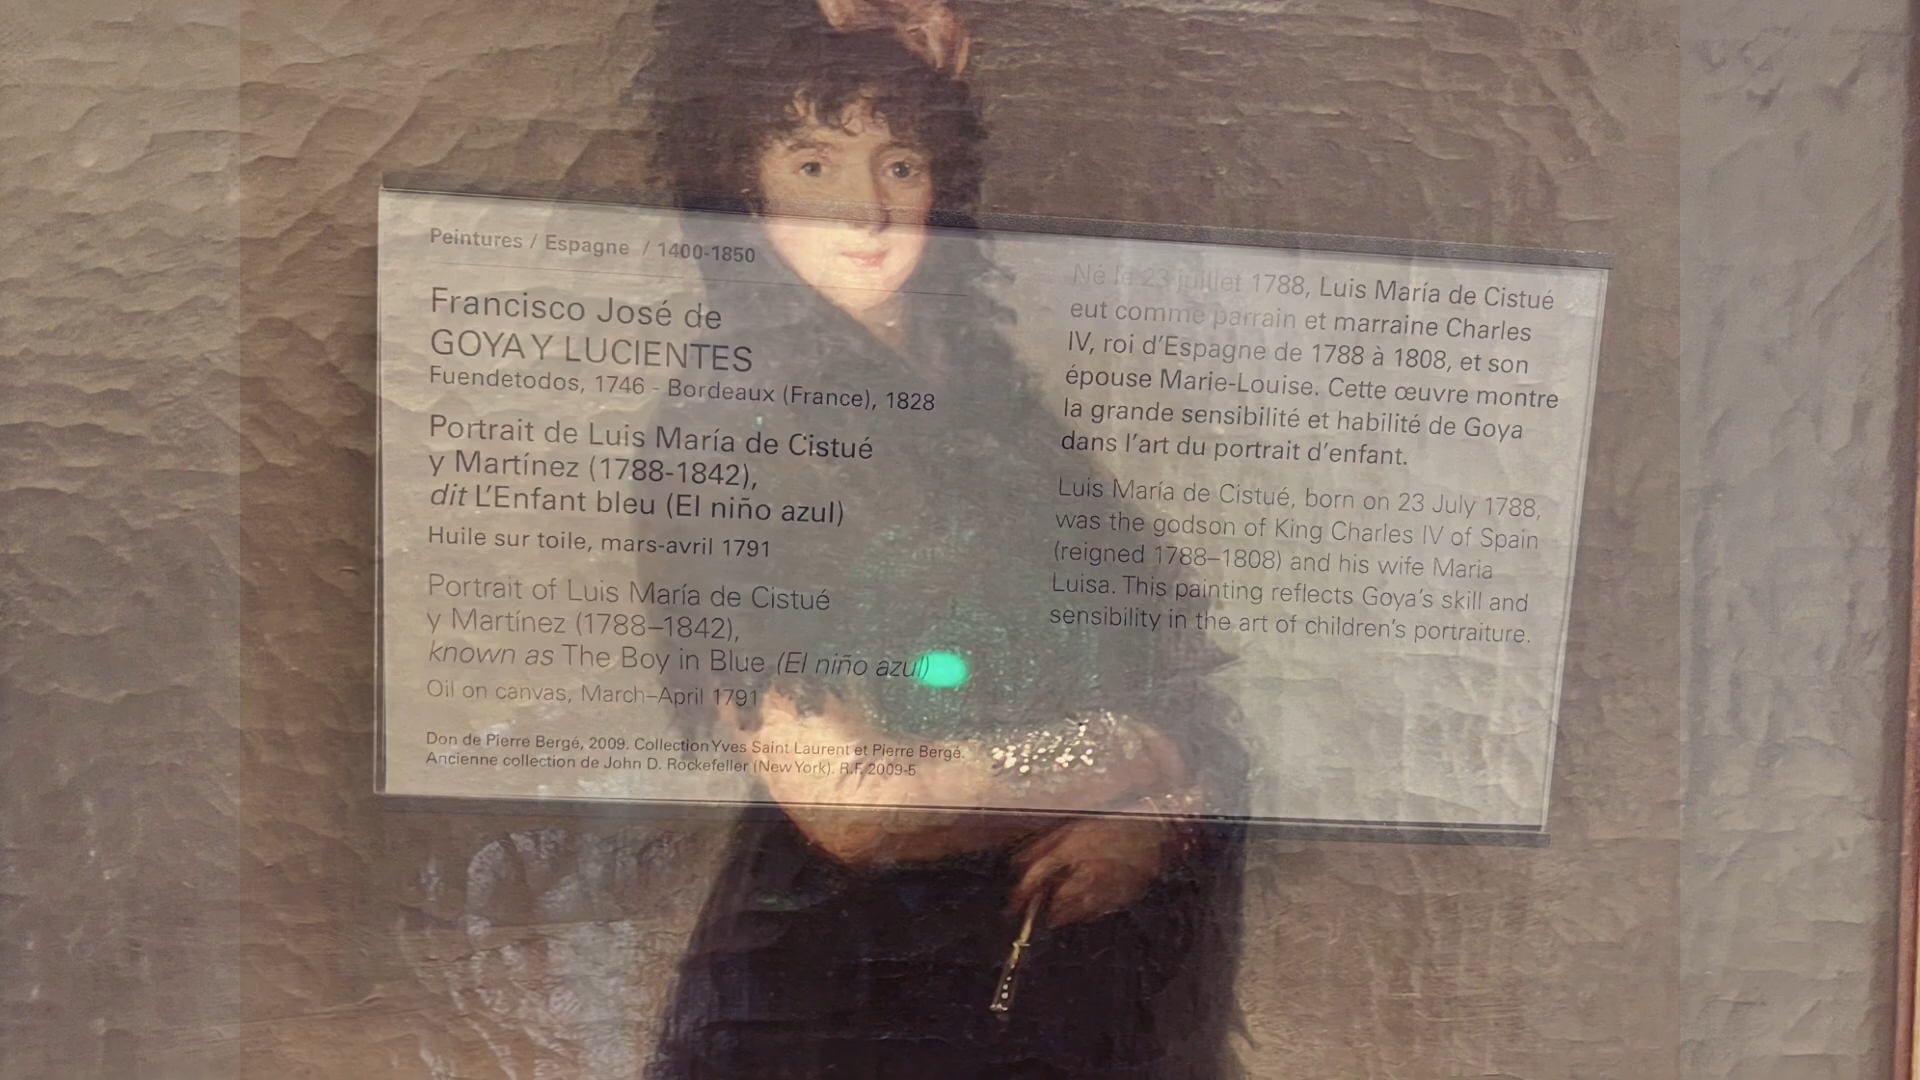 Peintures / Espagne / 1400-1850
Francisco José de
GOYA Y LUCIENTES
Fuendetodos, 1746 - Bordeaux (France), 1828
Portrait de Luis María de Cistué
y Martínez (1788-1842),
dit L'Enfant bleu (El niño azul)
Huile sur toile, mars-avril 1791
Portrait of Luis María de Cistué
y Martínez (1788–1842),
known as The Boy in Blue (El niño azul)
Oil on canvas, March–April 1791
Don de Pierre Bergé, 2009. Collection Yves Saint Laurent et Pierre Bergé.
Ancienne collection de John D. Rockefeller (New York). R.F. 2009-5
Né le 23 juillet 1788, Luis María de Cistué
eut comme parrain et marraine Charles
IV, roi d'Espagne de 1788 à 1808, et son
épouse Marie-Louise. Cette œuvre montre
la grande sensibilité et habilité de Goya
dans l'art du portrait d'enfant.
Luis María de Cistué, born on 23 July 1788,
was the godson of King Charles IV of Spain
(reigned 1788–1808) and his wife Maria
Luisa. This painting reflects Goya's skill and
sensibility in the art of children's portraiture.